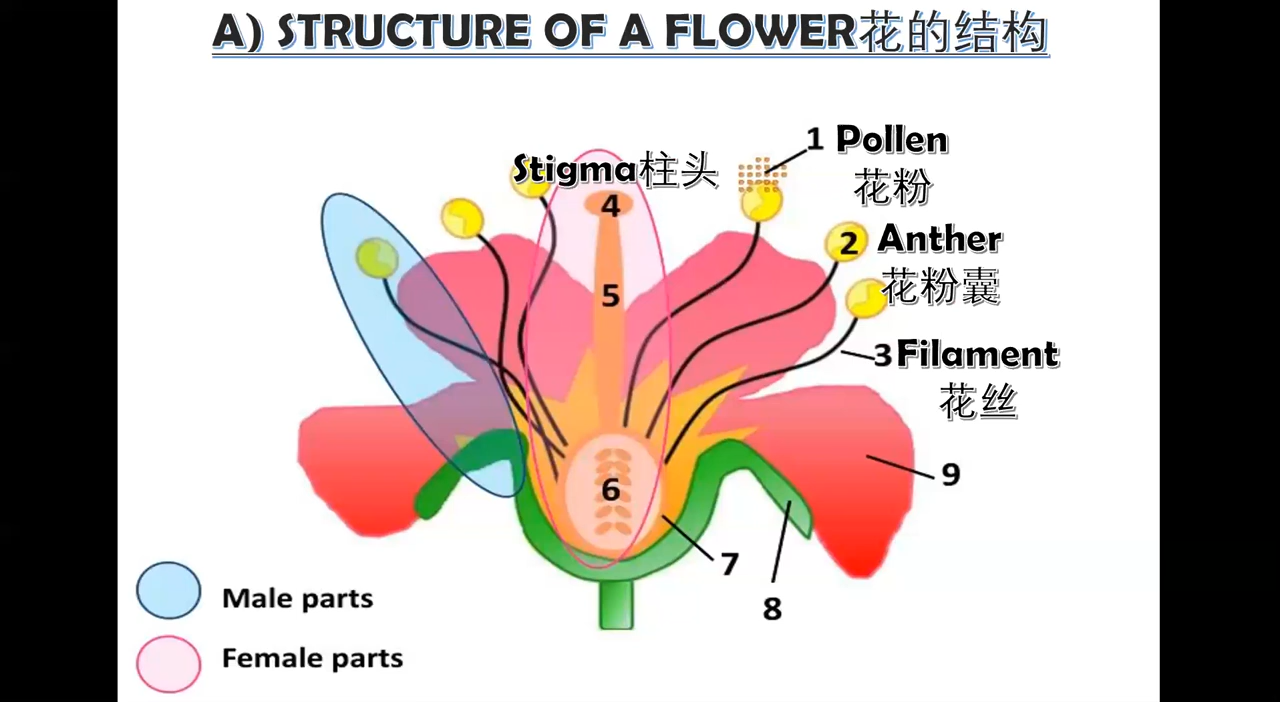 A) STRUCTURE OF A FLOWER花的结构
1 Pollen
花粉
Stigma柱头
4
2 Anther
花粉囊
5
3 Filament
花丝
9
6
7
8
Male parts
Female parts